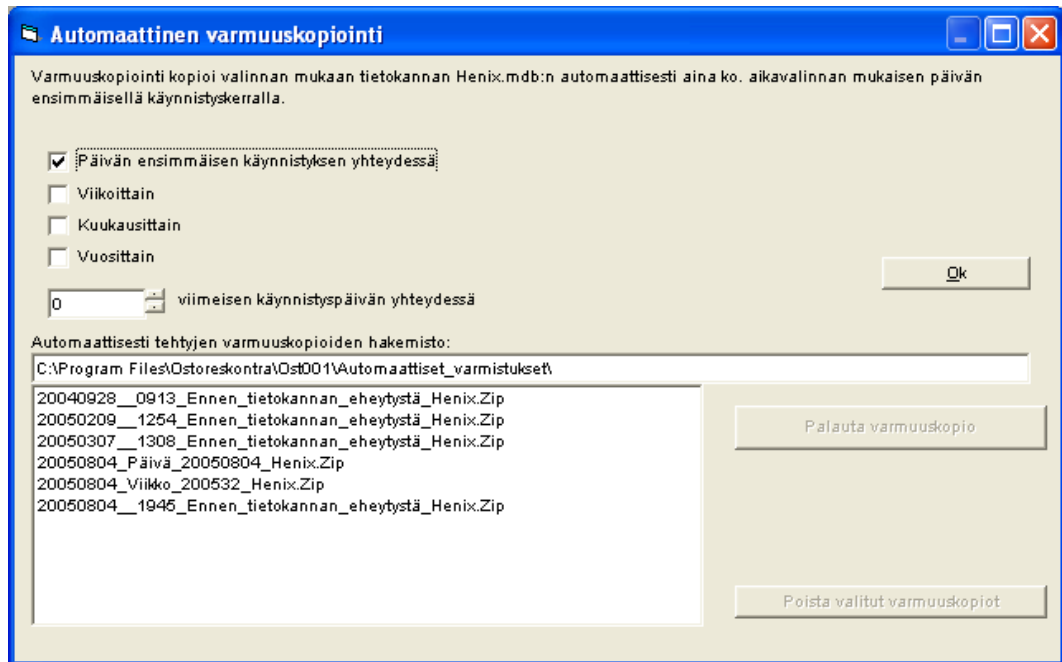 Automaattinen varmuuskopiointi
Varmuuskopiointi kopioi valinnan mukaan tietokannan Henix.mdb:n automaattisesti aina ko. aikavalinnan mukaisen päivän
ensimmäisellä käynnistyskerralla.
Päivän ensimmäisen käynnistyksen yhteydessä
Viikoittain
Kuukausittain
Vuosittain
Ok
0 viimeisen käynnistyspäivän yhteydessä
Automaattisesti tehtyjen varmuuskopioiden hakemisto:
C:\Program Files\Ostoreskontra\Ost001\Automaattiset_varmistukset\
20040928__0913_Ennen_tietokannan_eheytystä_Henix.Zip
20050209__1254_Ennen_tietokannan_eheytystä_Henix.Zip
20050307__1308_Ennen_tietokannan_eheytystä_Henix.Zip
20050804_Päivä_20050804_Henix.Zip
20050804_Viikko_200532_Henix.Zip
20050804__1945_Ennen_tietokannan_eheytystä_Henix.Zip
Palauta varmuuskopio
Poista valitut varmuuskopiot